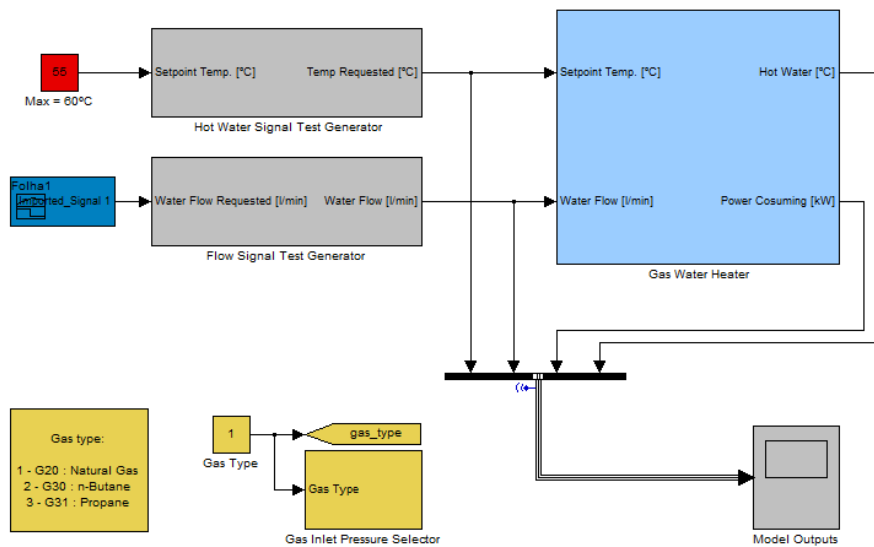 55
Max = 60ºC
Setpoint Temp. [ºC]
Temp Requested [ºC]
Hot Water Signal Test Generator
Setpoint Temp. [ºC]
Hot Water [ºC]
Water Flow [l/min]
Power Cosuming [kW]
Gas Water Heater
Folha1
Imported_Signal 1
Water Flow Requested [l/min]
Water Flow [l/min]
Flow Signal Test Generator
Gas type:
1 - G20 : Natural Gas
2 - G30 : n-Butane
3 - G31 : Propane
1
Gas Type
gas_type
Gas Type
Gas Inlet Pressure Selector
Model Outputs